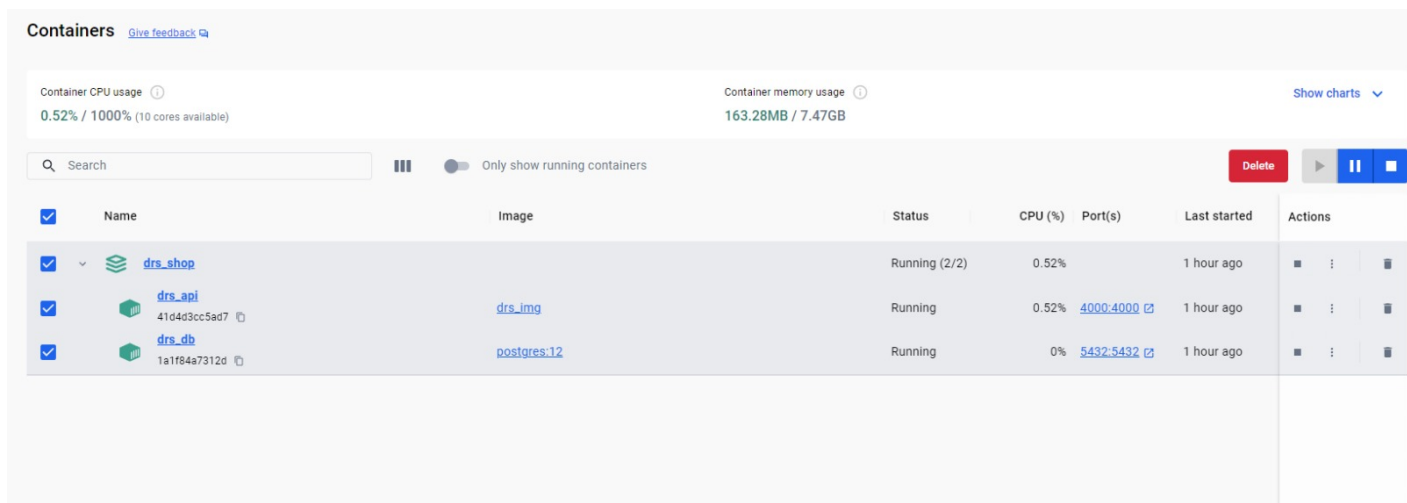 Containers Give feedback
Container CPU usage
Container memory usage
Show charts
0.52% / 1000% (10 cores available)
163.28MB / 7.47GB
Search
Only show running containers
Delete
Name Image Status CPU (%) Port(s) Last started Actions
drs_shop Running (2/2) 0.52% 1 hour ago
drs_api
41d4d3cc5ad7
drs_img Running 0.52% 4000:4000 1 hour ago
drs_db
1a1f84a7312d
postgres:12 Running 0% 5432:5432 1 hour ago